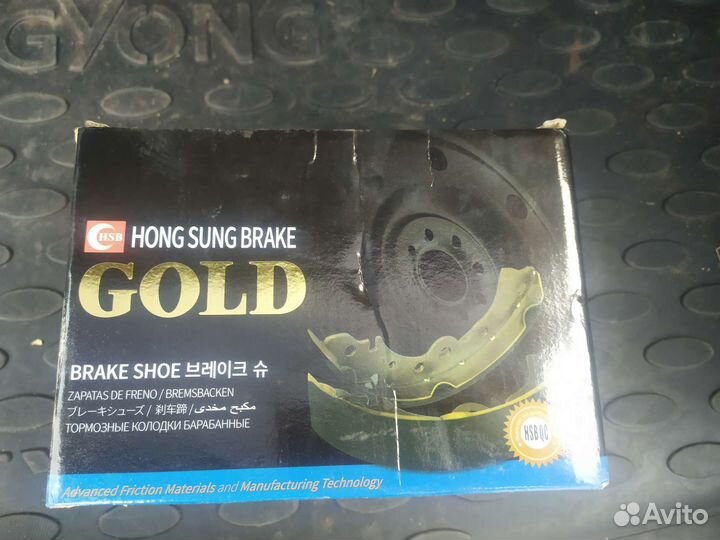 GYONG
HSB HONG SUNG BRAKE
GOLD
BRAKE SHOE 브레이크 슈
ZAPATAS DE FRENO / BREMSBACKEN
ブレーキシューズ / 刹车蹄 / مكبح مخدى
ТОРМОЗНЫЕ КОЛОДКИ БАРАБАННЫЕ
HSB QC
Advanced Friction Materials and Manufacturing Technology
Avito